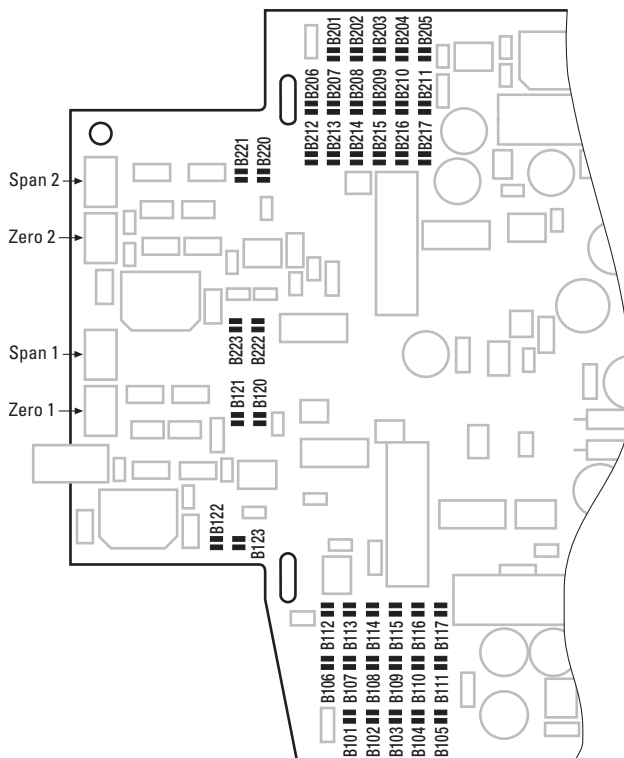 B201 B202 B203 B204 B205
B206 B207 B208 B209 B210 B211
B212 B213 B214 B215 B216 B217
B221 B220
Span 2
Zero 2
B223 B222
Span 1
B121 B120
Zero 1
B122 B123
B112 B113 B114 B115 B116 B117
B106 B107 B108 B109 B110 B111
B101 B102 B103 B104 B105